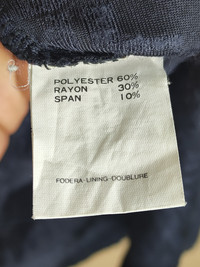 POLYESTER 60%
RAYON 30%
SPAN 10%
FODERA-LINING-DOUBLURE